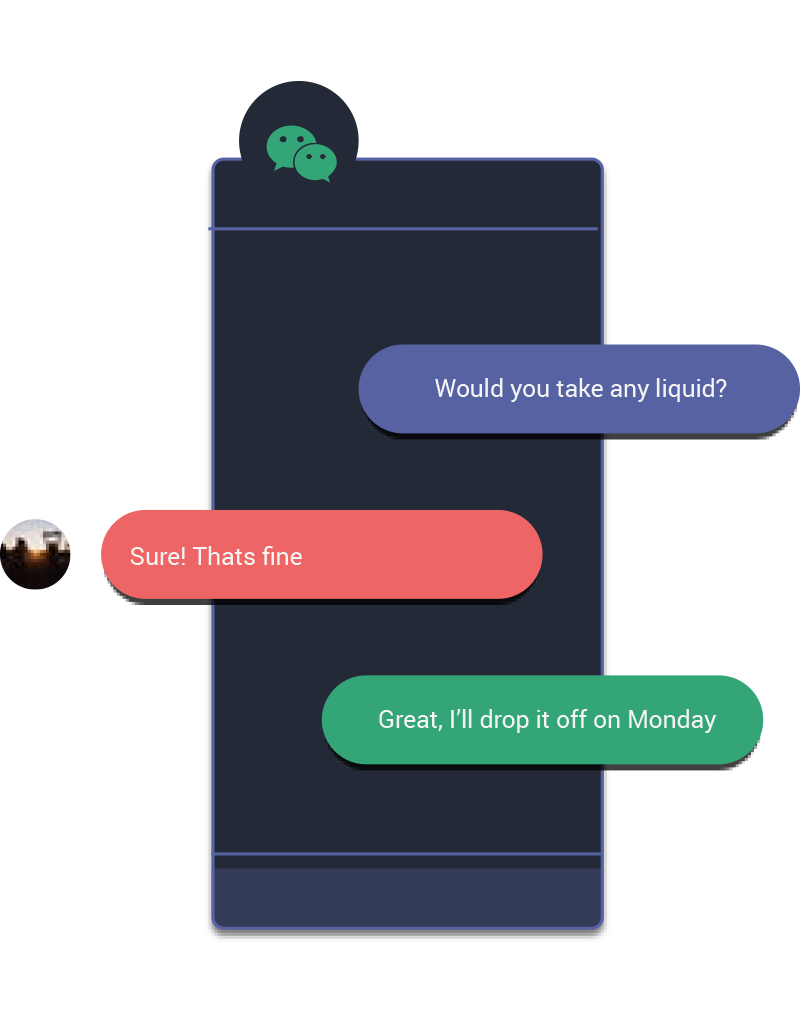 Would you take any liquid?
Sure! Thats fine
Great, I’ll drop it off on Monday